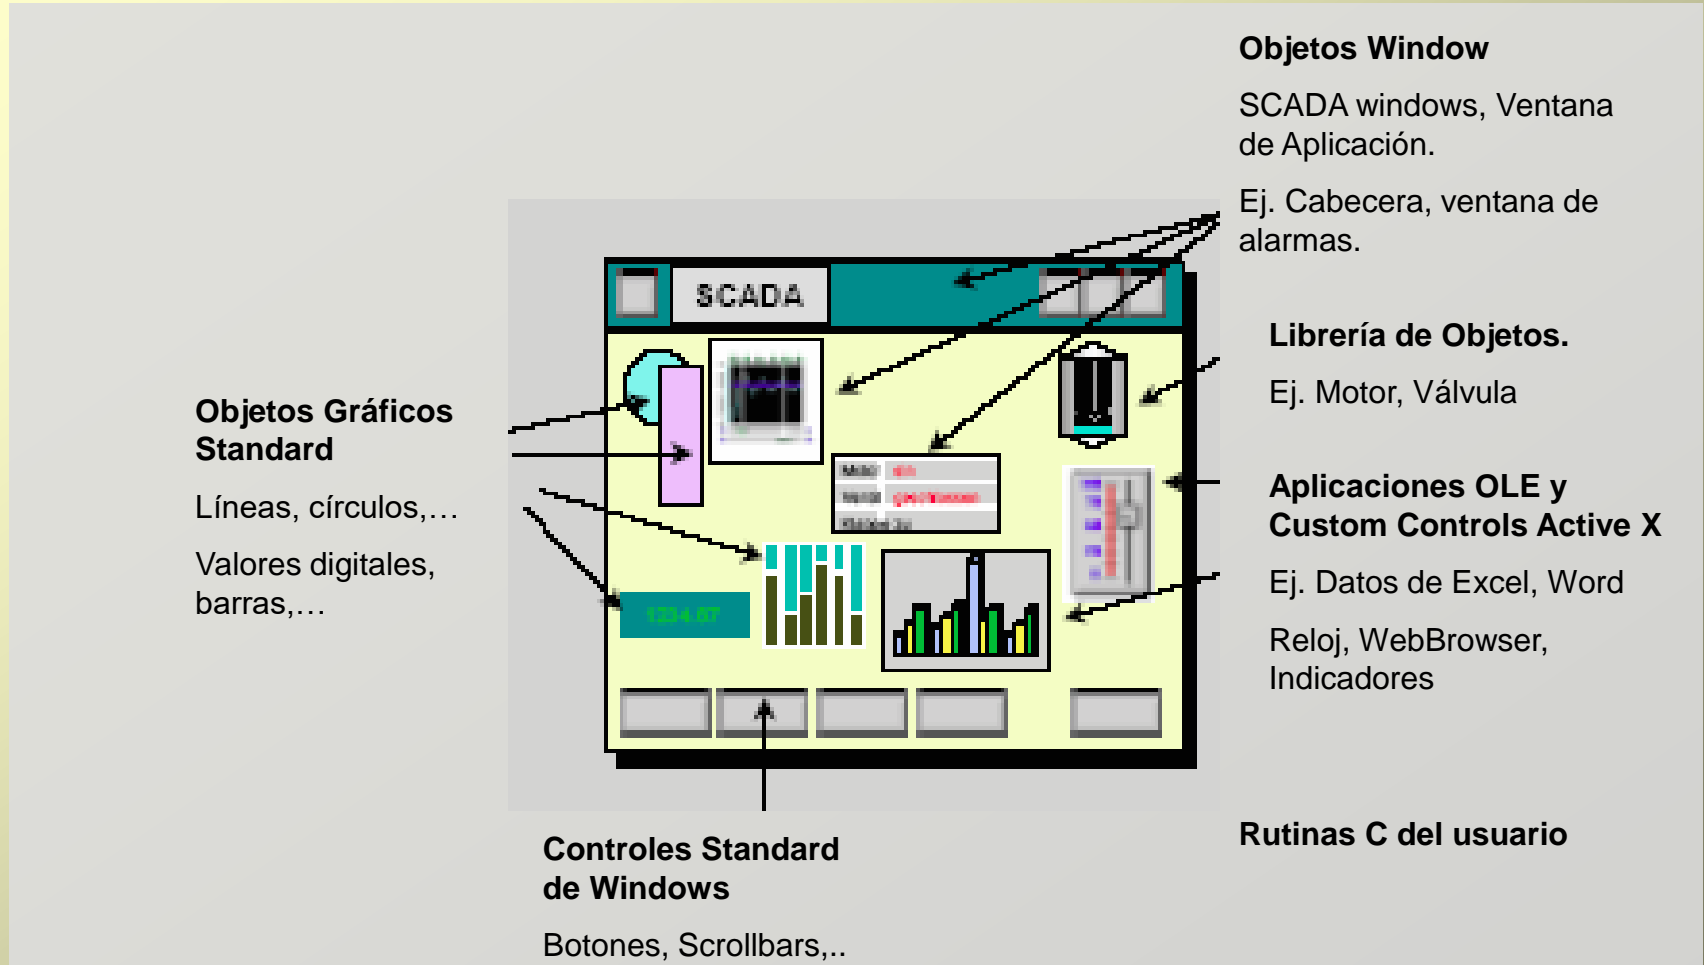 Objetos Window
SCADA windows, Ventana
de Aplicación.
Ej. Cabecera, ventana de
alarmas.
SCADA
Librería de Objetos.
Ej. Motor, Válvula
Objetos Gráficos
Standard
Líneas, círculos,…
Valores digitales,
barras,…
Aplicaciones OLE y
Custom Controls Active X
Ej. Datos de Excel, Word
Reloj, WebBrowser,
Indicadores
1234.67
Rutinas C del usuario
Controles Standard
de Windows
Botones, Scrollbars,..